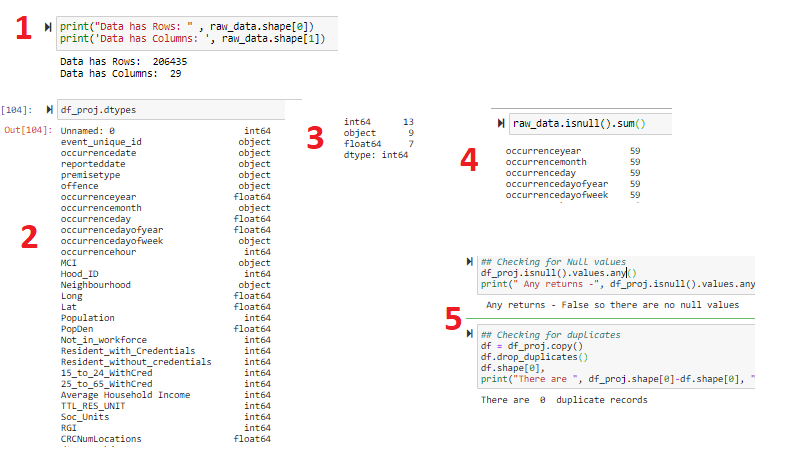 1
print("Data has Rows: " , raw_data.shape[0])
print('Data has Columns: ', raw_data.shape[1])
Data has Rows:  206435
Data has Columns:  29
[104]: df_proj.dtypes
Out[104]: Unnamed: 0 int64
event_unique_id object
occurrencedate object
reporteddate object
premisetype object
offence object
occurrenceyear float64
occurrencemonth object
occurrenceday float64
occurrencedayofyear float64
occurrencedayofweek object
occurrencehour int64
MCI object
Hood_ID int64
Neighbourhood object
Long float64
Lat float64
Population int64
PopDen float64
Not_in_workforce int64
Resident_with_Credentials int64
Resident_without_credentials int64
15_to_24_WithCred int64
25_to_65_WithCred int64
Average Household Income int64
TTL_RES_UNIT int64
Soc_Units int64
RGI int64
CRCNumLocations float64
2
3
int64 13
object 9
float64 7
dtype: int64
4
raw_data.isnull().sum()
occurrenceyear 59
occurrencemonth 59
occurrenceday 59
occurrencedayofyear 59
occurrencedayofweek 59
5
## Checking for Null values
df_proj.isnull().values.any()
print(" Any returns -", df_proj.isnull().values.any
Any returns - False so there are no null values
## Checking for duplicates
df = df_proj.copy()
df.drop_duplicates()
df.shape[0],
print("There are ", df_proj.shape[0]-df.shape[0], "
There are  0  duplicate records